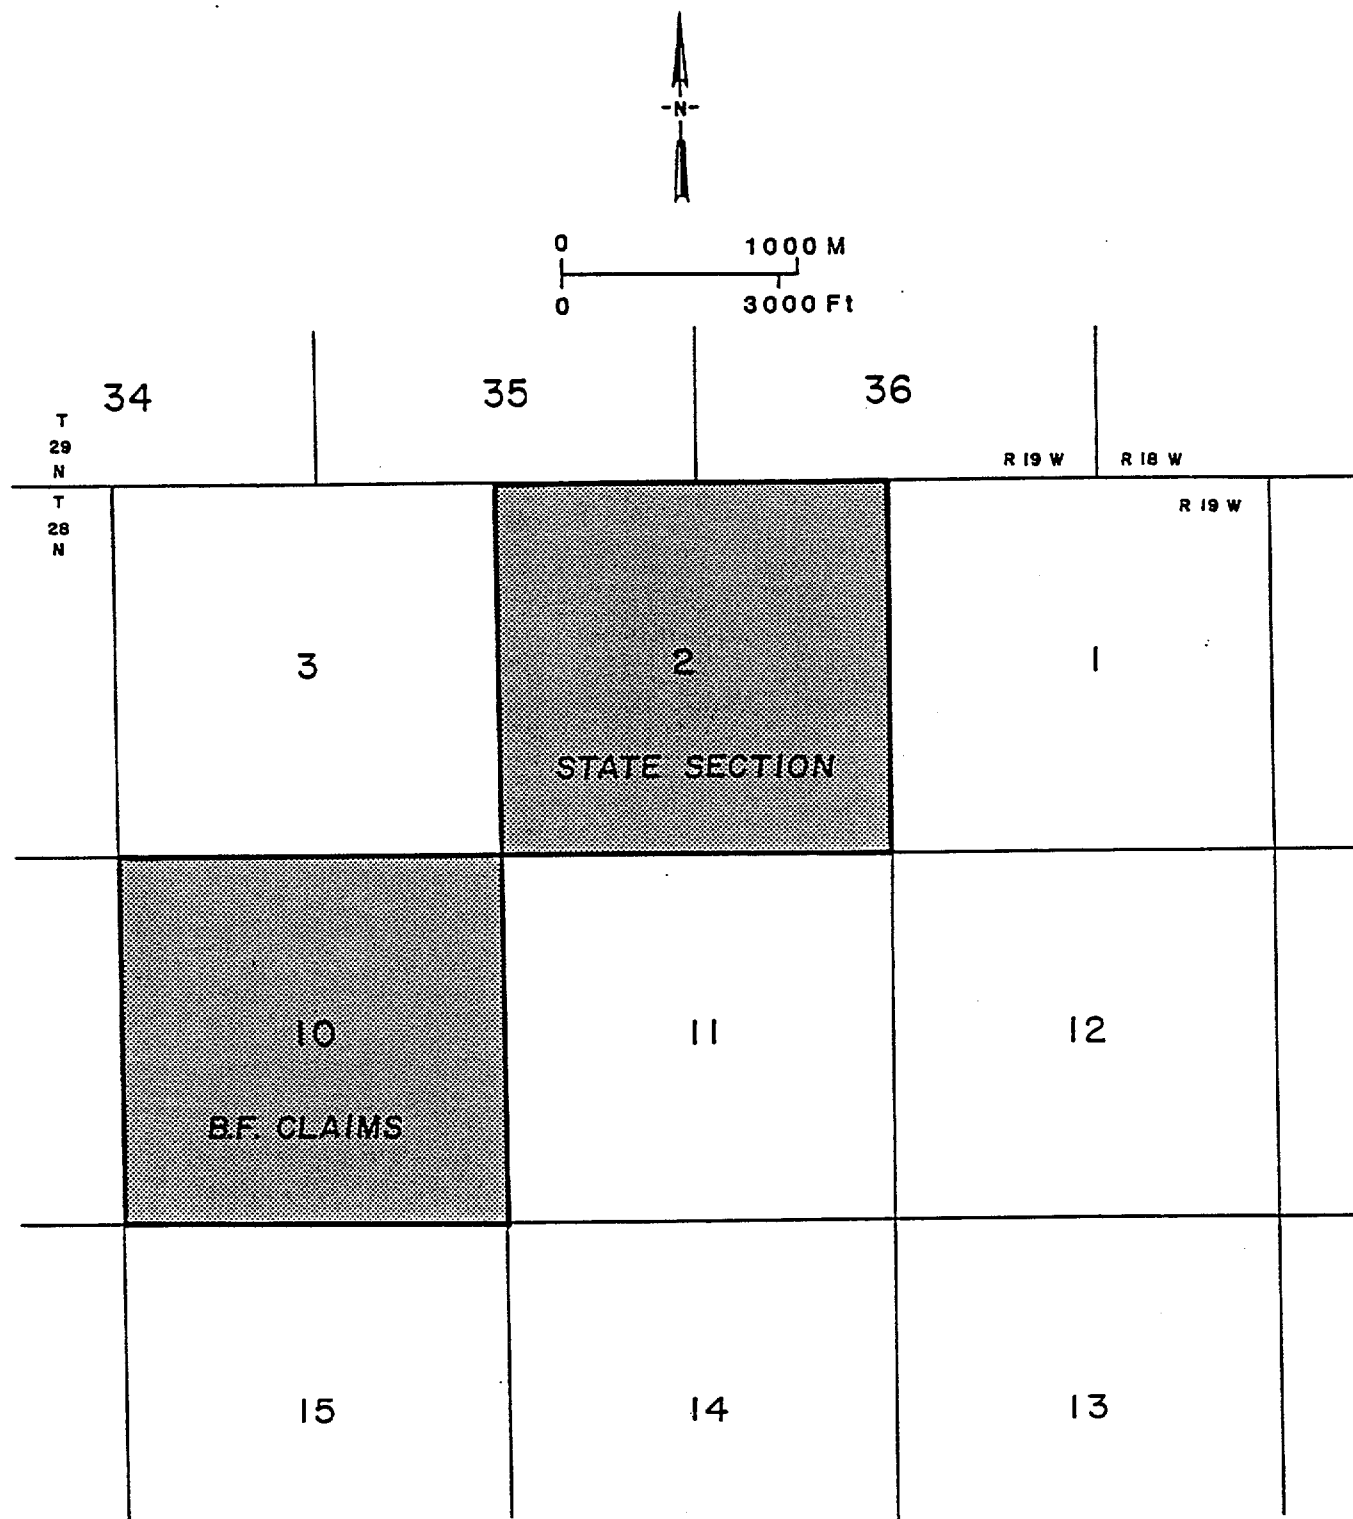 -N-
0 1000 M
0 3000 Ft
34 35 36
T
29
N
R 19 W R 18 W
T
28
N
R 19 W
3 2 1
STATE SECTION
10 11 12
B.F. CLAIMS
15 14 13